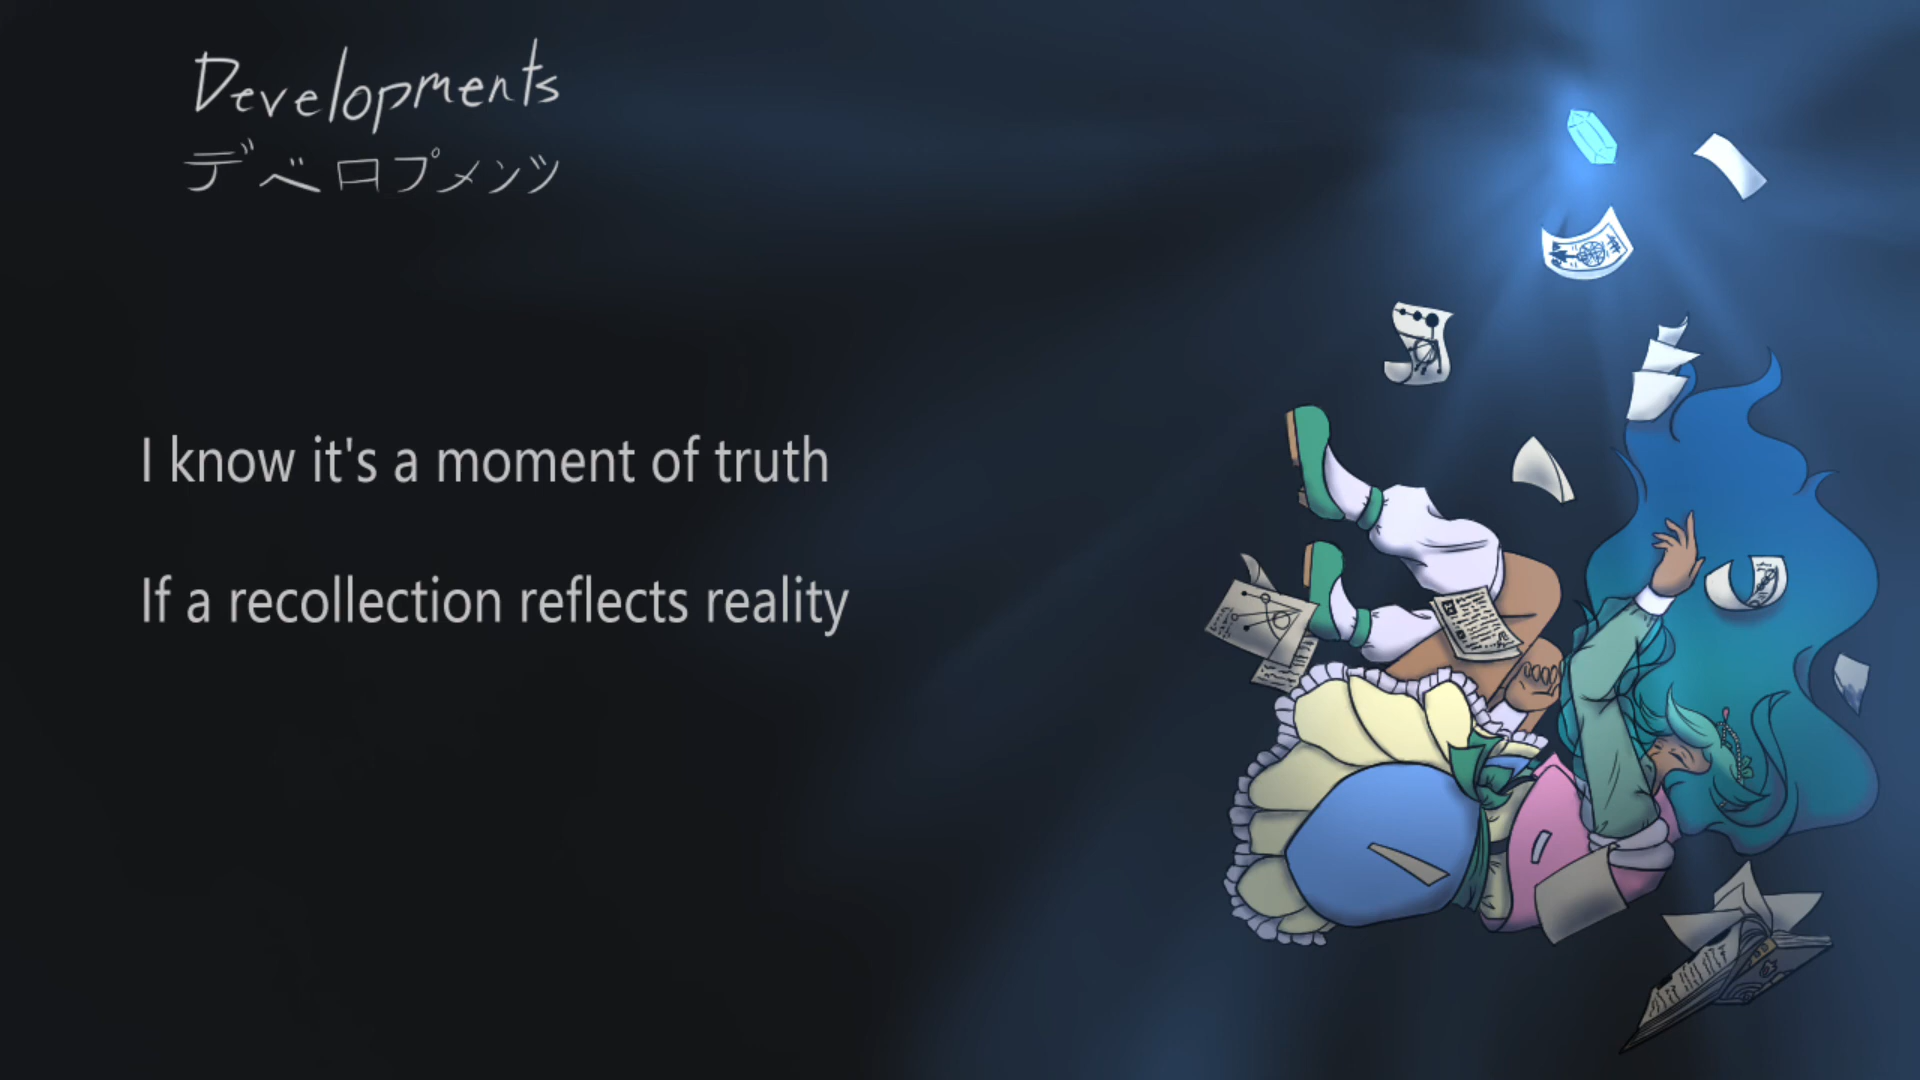 Developments
デベロプメンツ
I know it's a moment of truth
If a recollection reflects reality